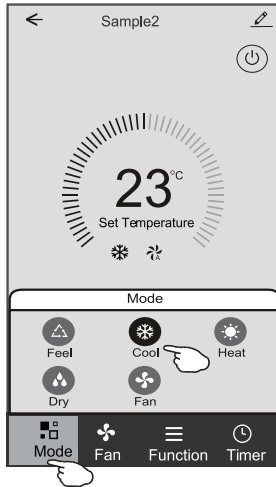 Sample2
23°C
Set Temperature
A
Mode
Feel Cool Heat
Dry Fan
Mode Fan Function Timer